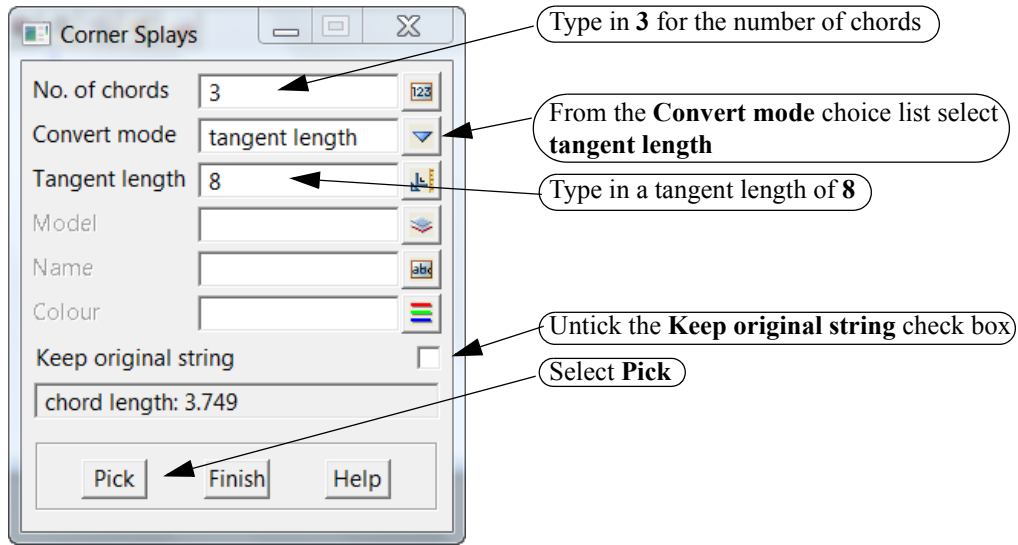 Corner Splays
Type in 3 for the number of chords
No. of chords 3 123
From the Convert mode choice list select
tangent length
Convert mode tangent length
Tangent length 8
Type in a tangent length of 8
Model
Name abc
Colour
Untick the Keep original string check box
Keep original string
Select Pick
chord length: 3.749
Pick Finish Help